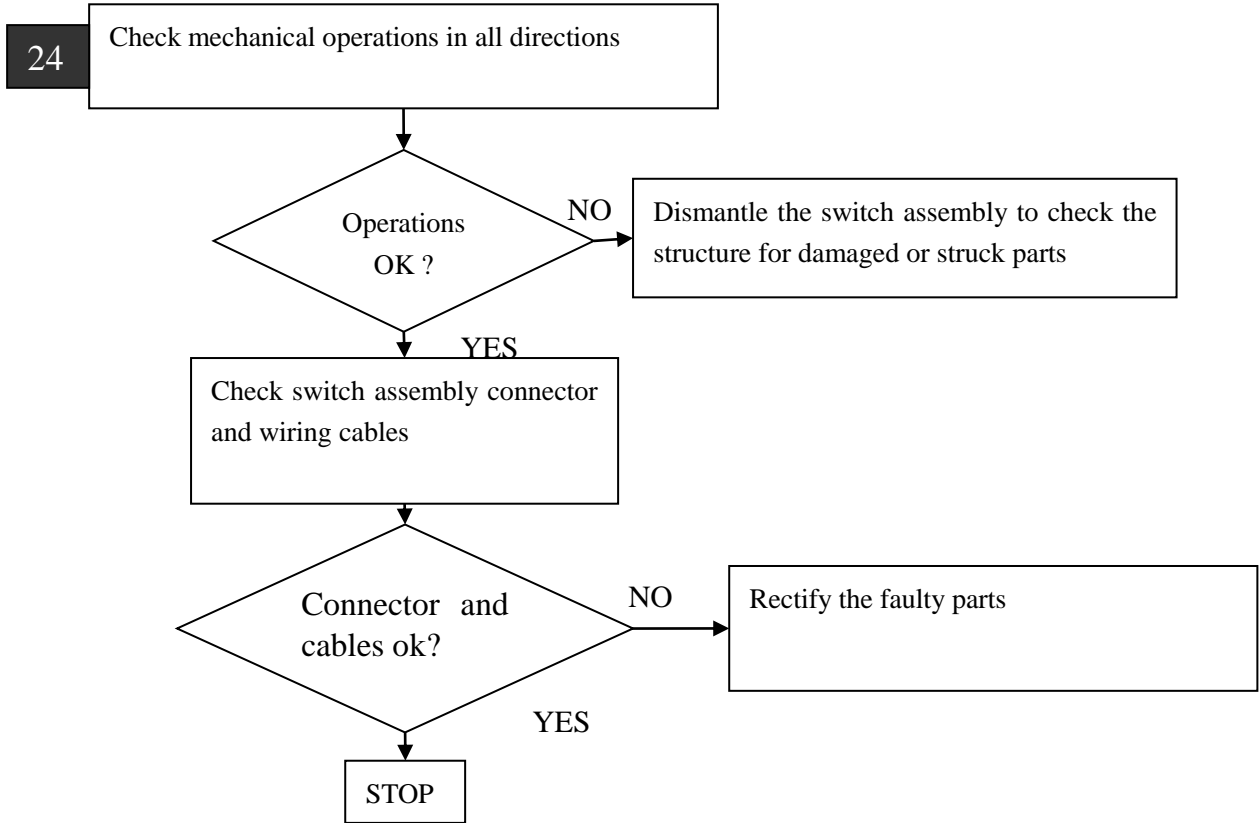 24
Check mechanical operations in all directions
Operations
OK ?
NO
Dismantle the switch assembly to check the
structure for damaged or struck parts
YES
Check switch assembly connector
and wiring cables
Connector and
cables ok?
NO
Rectify the faulty parts
YES
STOP